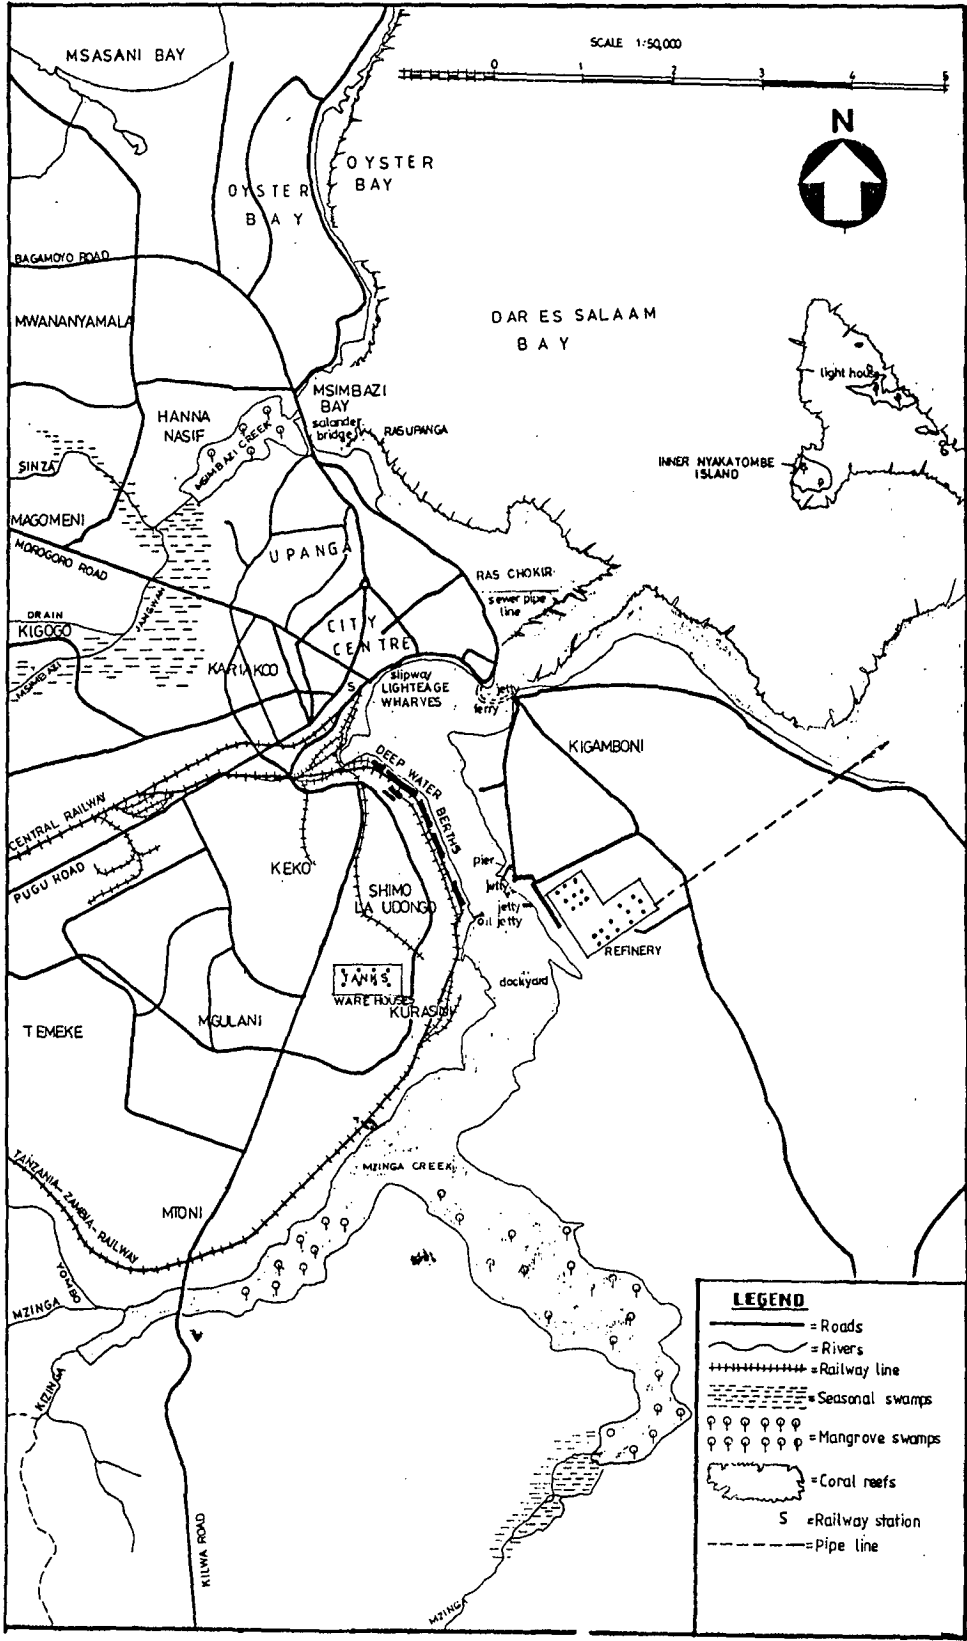 MSASANI BAY
SCALE 1:50,000
0 1 2 3 4 5
N
OYSTER
BAY
OYSTER
BAY
BAGAMOYO ROAD
MWANANYAMALA
DAR ES SALAAM
BAY
light house
MSIMBAZI
BAY
salander
bridge
RAS UPANGA
HANNA
NASIF
MSIMBAZI CREEK
SINZA
INNER NYAKATOMBE
ISLAND
MAGOMENI
MOROGORO ROAD
UPANGA
RAS CHOKIR
sewer pipe
line
JANGWANI
DRAIN
KIGOGO
CITY
CENTRE
MSIMBAZI
KARIAKOO
S
slipway
LIGHTEAGE
WHARVES
jetty
ferry
KIGAMBONI
DEEP WATER BERTHS
CENTRAL RAILWAY
PUGU ROAD
KEKO
SHIMO
LA UDONGO
pier
jetty
jetty
oil jetty
REFINERY
TANKS
WARE HOUSES
dockyard
KURASINI
TEMEKE
MGULANI
MZINGA CREEK
TANZANIA-ZAMBIA-RAILWAY
MTONI
YOMBO
MZINGA
KIZINGA
KILWA ROAD
MZINGA
LEGEND
= Roads
= Rivers
= Railway line
= Seasonal swamps
= Mangrove swamps
= Coral reefs
S = Railway station
= Pipe line